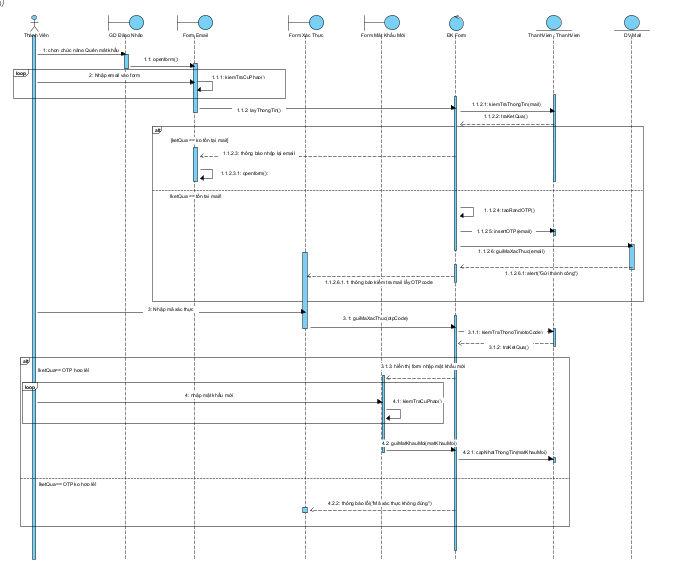 Thành Viên
GD Đăng Nhập
Form Email
Form Xác Thực
Form Mật Khẩu Mới
ĐK Form
ThanhVien : ThanhVien
DV Mail
1: chọn chức năng Quên mật khẩu
1.1: openform()
loop
2: Nhập email vào form
1.1.1: kiemTraCuPhap()
1.1.2: layThongTin()
1.1.2.1: kiemTraThongTin(mail)
1.1.2.2: traKetQua()
alt
[ketQua == ko tồn tại mail]
1.1.2.3: thông báo nhập lại email
1.1.2.3.1: openform()
[ketQua == tồn tại mail]
1.1.2.4: taoRandOTP()
1.1.2.5: insertOTP(email)
1.1.2.6: guiMaXacThuc(email)
1.1.2.6.1: alert("Gửi thành công")
1.1.2.6.1.1: thông báo kiểm tra mail lấy OTPcode
3: Nhập mã xác thực
3.1: guiMaXacThuc(otpCode)
3.1.1: kiemTraThongTin(otpCode)
3.1.2: traKetQua()
alt
[ketQua == OTP hợp lệ]
3.1.3: hiển thị form nhập mật khẩu mới
loop
4: nhập mật khẩu mới
4.1: kiemTraCuPhap()
4.2: guiMatKhauMoi(matKhauMoi)
4.2.1: capNhatThongTin(matKhauMoi)
[ketQua == OTP ko hợp lệ]
4.2.2: thông báo lỗi("Mã xác thực không đúng")